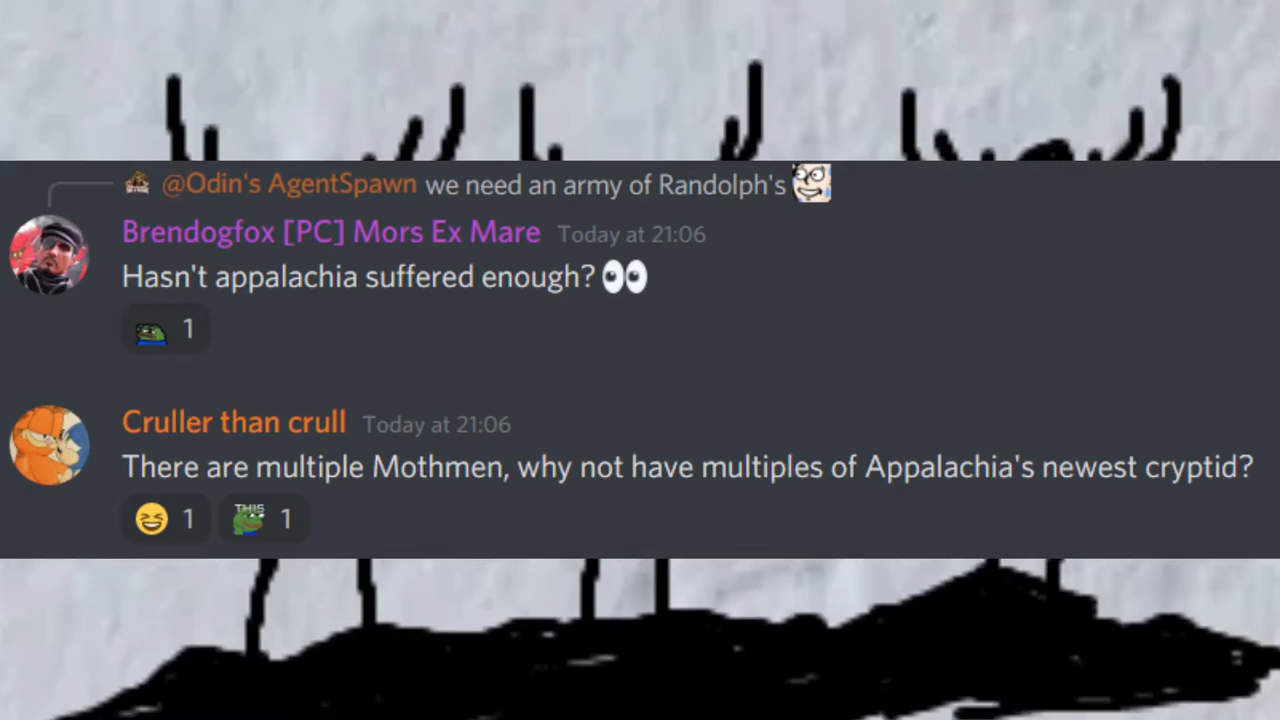 @Odin's AgentSpawn we need an army of Randolph's
Brendogfox [PC] Mors Ex Mare Today at 21:06
Hasn't appalachia suffered enough? 👀
1
Cruller than crull Today at 21:06
There are multiple Mothmen, why not have multiples of Appalachia's newest cryptid?
😆 1 THIS 1